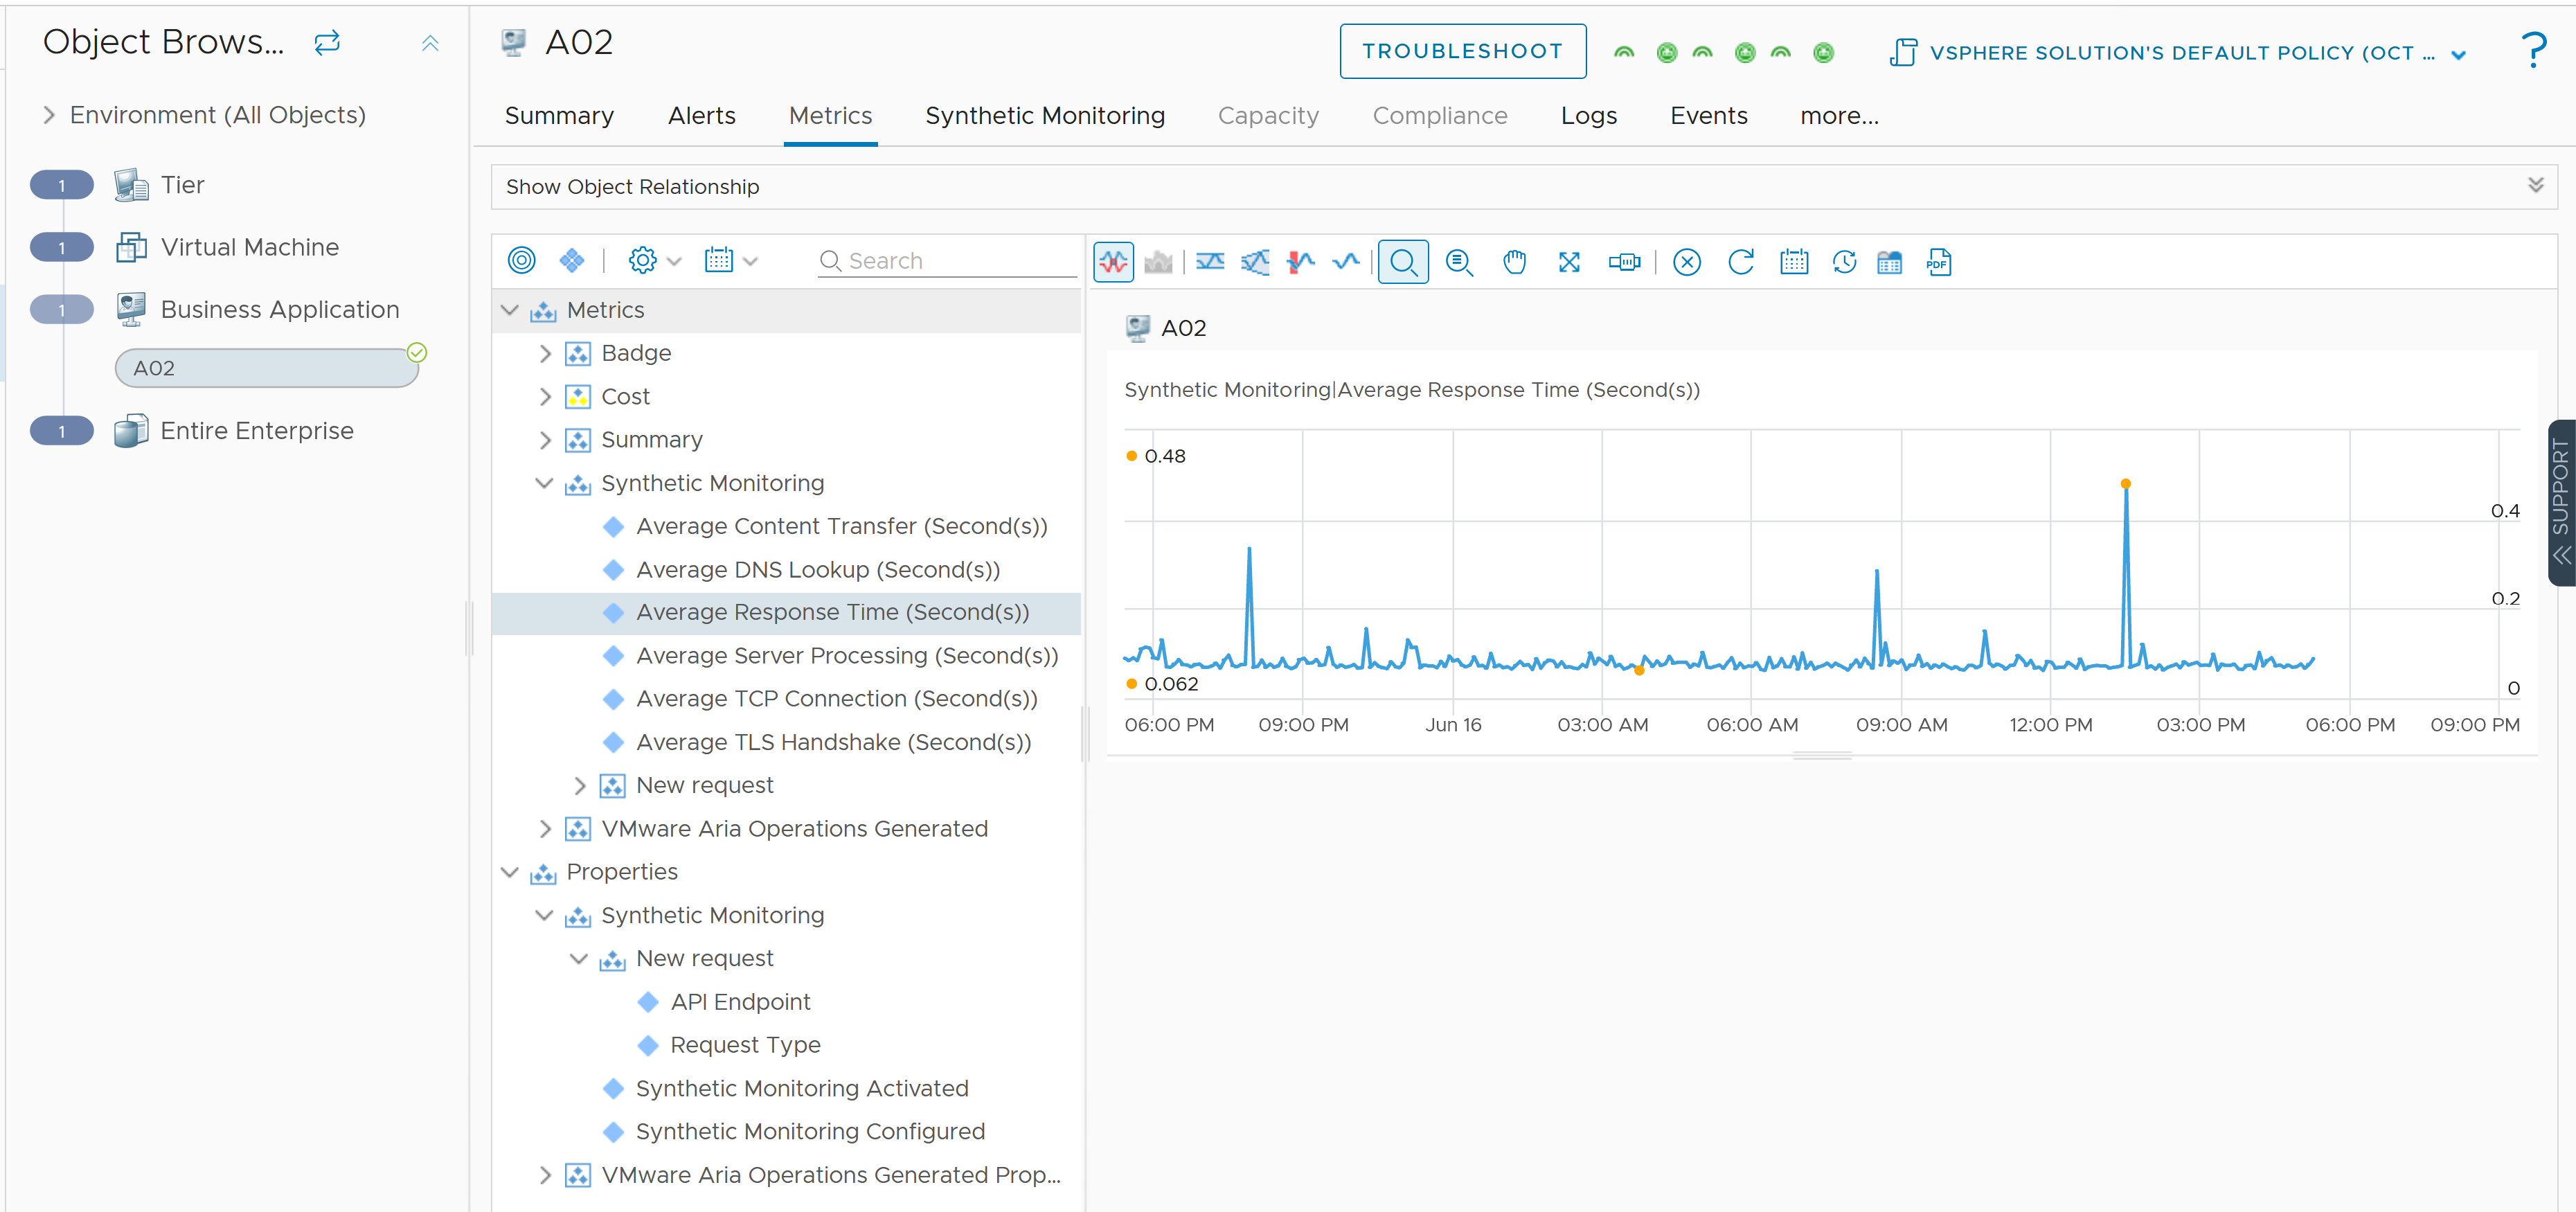 Object Brows...
Environment (All Objects)
1 Tier
1 Virtual Machine
1 Business Application
A02
1 Entire Enterprise
A02
TROUBLESHOOT
VSPHERE SOLUTION'S DEFAULT POLICY (OCT ...
?
Summary Alerts Metrics Synthetic Monitoring Capacity Compliance Logs Events more...
Show Object Relationship
Search
Metrics
Badge
Cost
Summary
Synthetic Monitoring
Average Content Transfer (Second(s))
Average DNS Lookup (Second(s))
Average Response Time (Second(s))
Average Server Processing (Second(s))
Average TCP Connection (Second(s))
Average TLS Handshake (Second(s))
New request
VMware Aria Operations Generated
Properties
Synthetic Monitoring
New request
API Endpoint
Request Type
Synthetic Monitoring Activated
Synthetic Monitoring Configured
VMware Aria Operations Generated Prop...
PDF
A02
Synthetic Monitoring|Average Response Time (Second(s))
0.48
0.4
0.2
0.062
0
06:00 PM 09:00 PM Jun 16 03:00 AM 06:00 AM 09:00 AM 12:00 PM 03:00 PM 06:00 PM 09:00 PM
SUPPORT